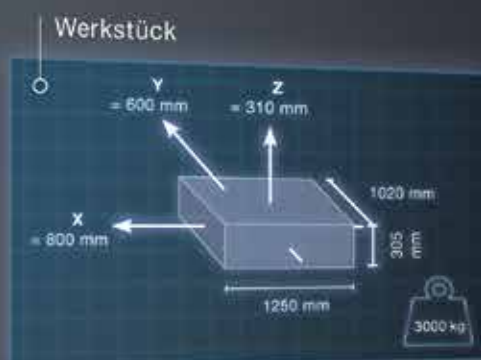 Werkstück
Y
= 600 mm
Z
= 310 mm
X
= 800 mm
1020 mm
305 mm
1250 mm
3000 kg